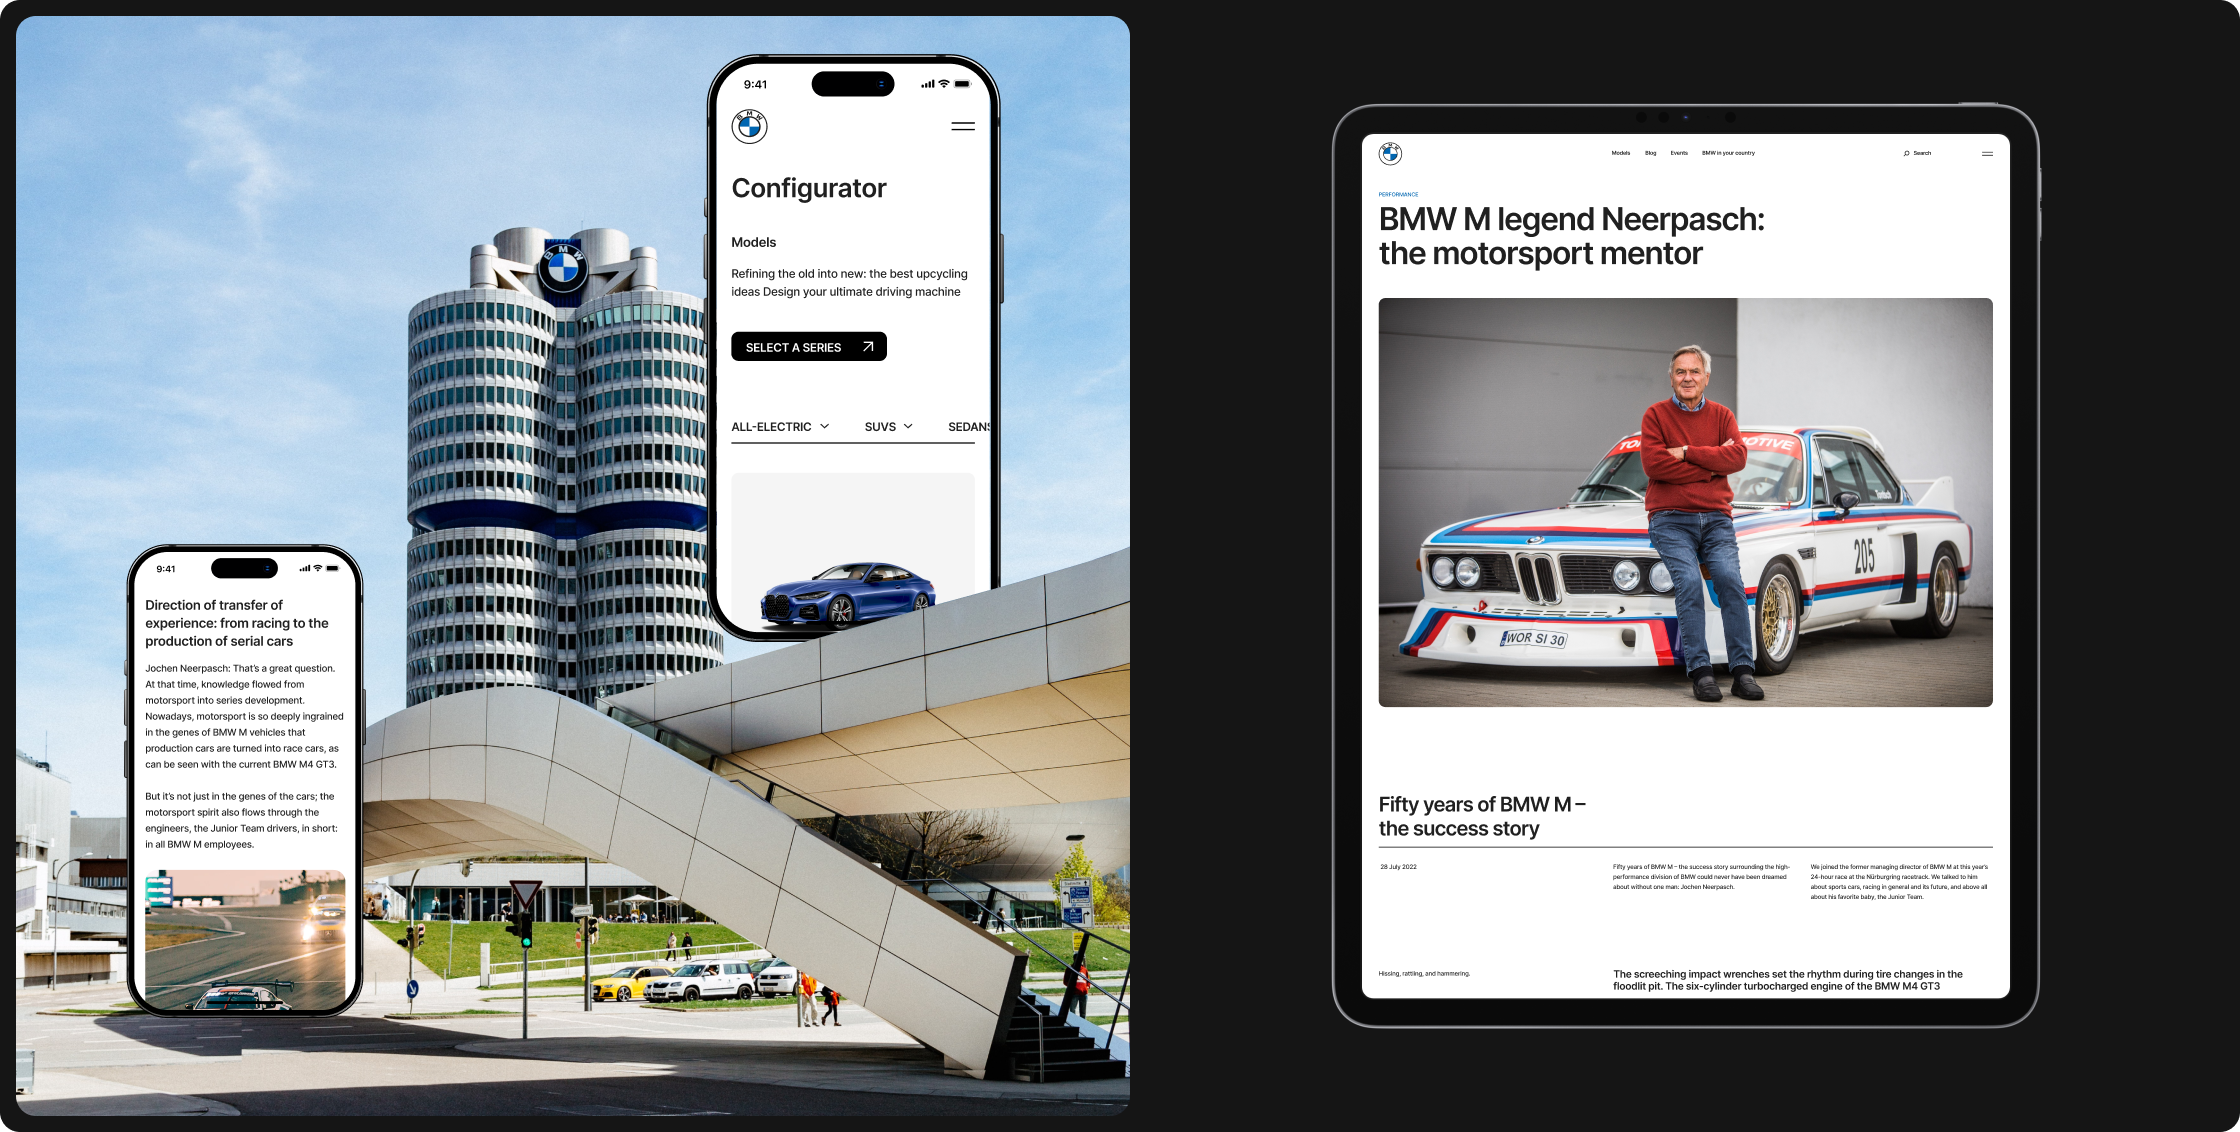 9:41
BMW
Configurator
Models
Refining the old into new: the best upcycling
ideas Design your ultimate driving machine
SELECT A SERIES
ALL-ELECTRIC
SUVS
SEDANS
BMW
9:41
Direction of transfer of
experience: from racing to the
production of serial cars
Jochen Neerpasch: That's a great question.
At that time, knowledge flowed from
motorsport into series development.
Nowadays, motorsport is so deeply ingrained
in the genes of BMW M vehicles that
production cars are turned into race cars, as
can be seen with the current BMW M4 GT3.
But it's not just in the genes of the cars; the
motorsport spirit also flows through the
engineers, the Junior Team drivers, in short:
in all BMW M employees.
BMW
Models
Blog
Events
BMW in your country
Search
PERFORMANCE
BMW M legend Neerpasch:
the motorsport mentor
205
WOR SI 30
Fifty years of BMW M –
the success story
28 July 2022
Fifty years of BMW M – the success story surrounding the high-
performance division of BMW could never have been dreamed
about without one man: Jochen Neerpasch.
We joined the former managing director of BMW M at this year's
24-hour race at the Nürburgring racetrack. We talked to him
about sports cars, racing in general and its future, and above all
about his favorite baby, the Junior Team.
Hissing, rattling, and hammering.
The screeching impact wrenches set the rhythm during tire changes in the
floodlit pit. The six-cylinder turbocharged engine of the BMW M4 GT3